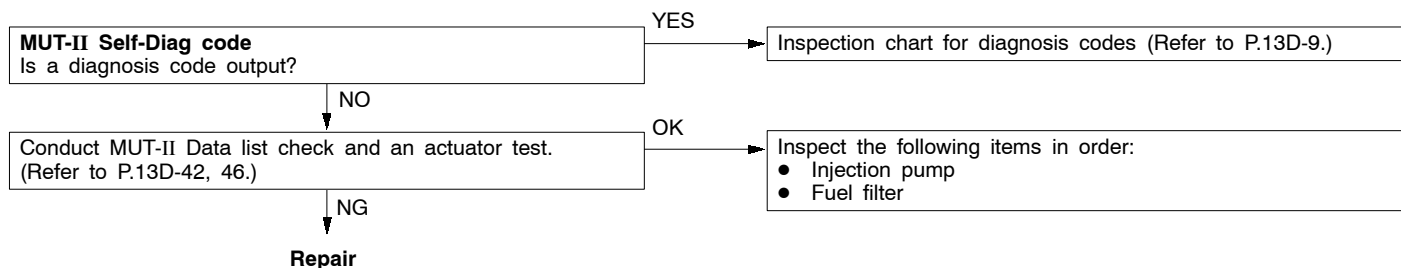 YES
MUT-II Self-Diag code
Is a diagnosis code output?
Inspection chart for diagnosis codes (Refer to P.13D-9.)
NO
OK
Conduct MUT-II Data list check and an actuator test.
(Refer to P.13D-42, 46.)
Inspect the following items in order:
● Injection pump
● Fuel filter
NG
Repair